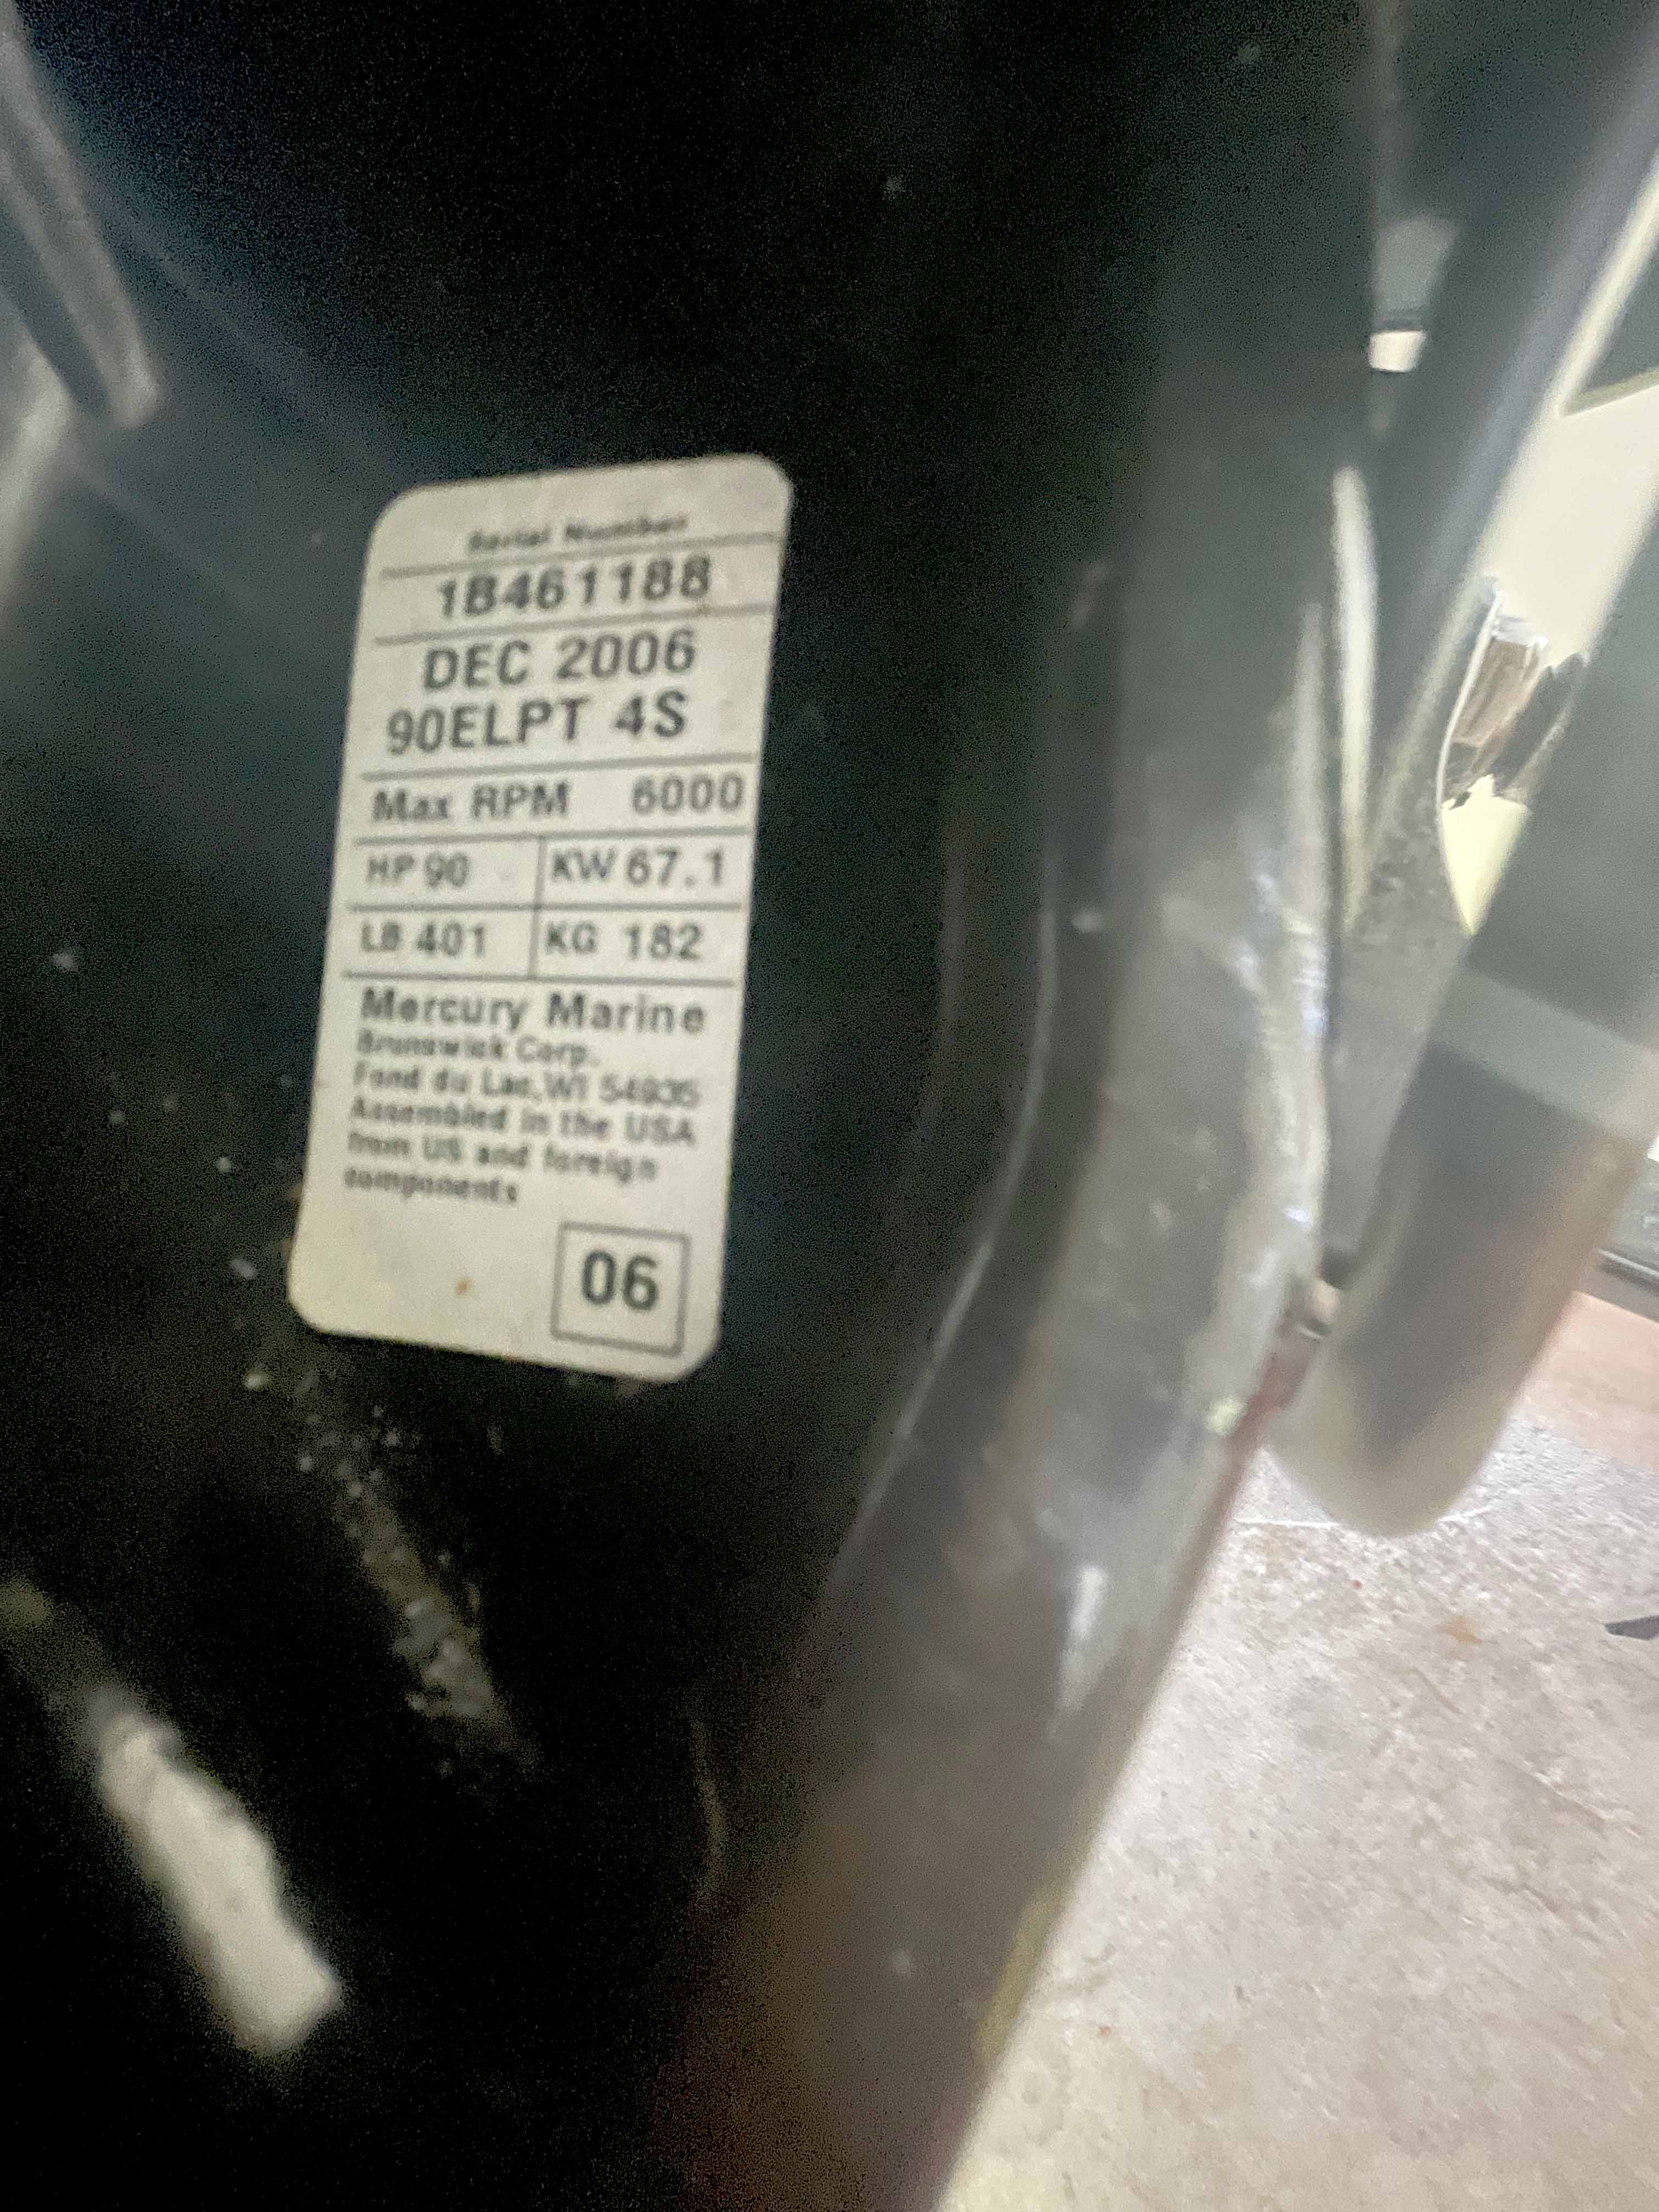 Serial Number
1B461188
DEC 2006
90ELPT 4S
Max RPM 6000
HP 90 KW 67.1
LB 401 KG 182
Mercury Marine
Brunswick Corp.
Fond du Lac, WI 54935
Assembled in the USA
from US and foreign
components
06